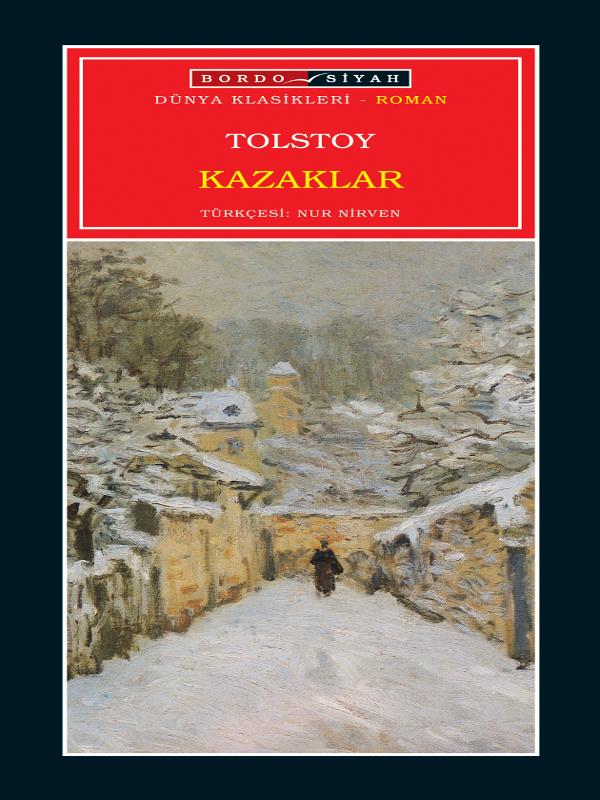 BORDO SİYAH
DÜNYA KLASİKLERİ - ROMAN
TOLSTOY
KAZAKLAR
TÜRKÇESİ: NUR NİRVEN